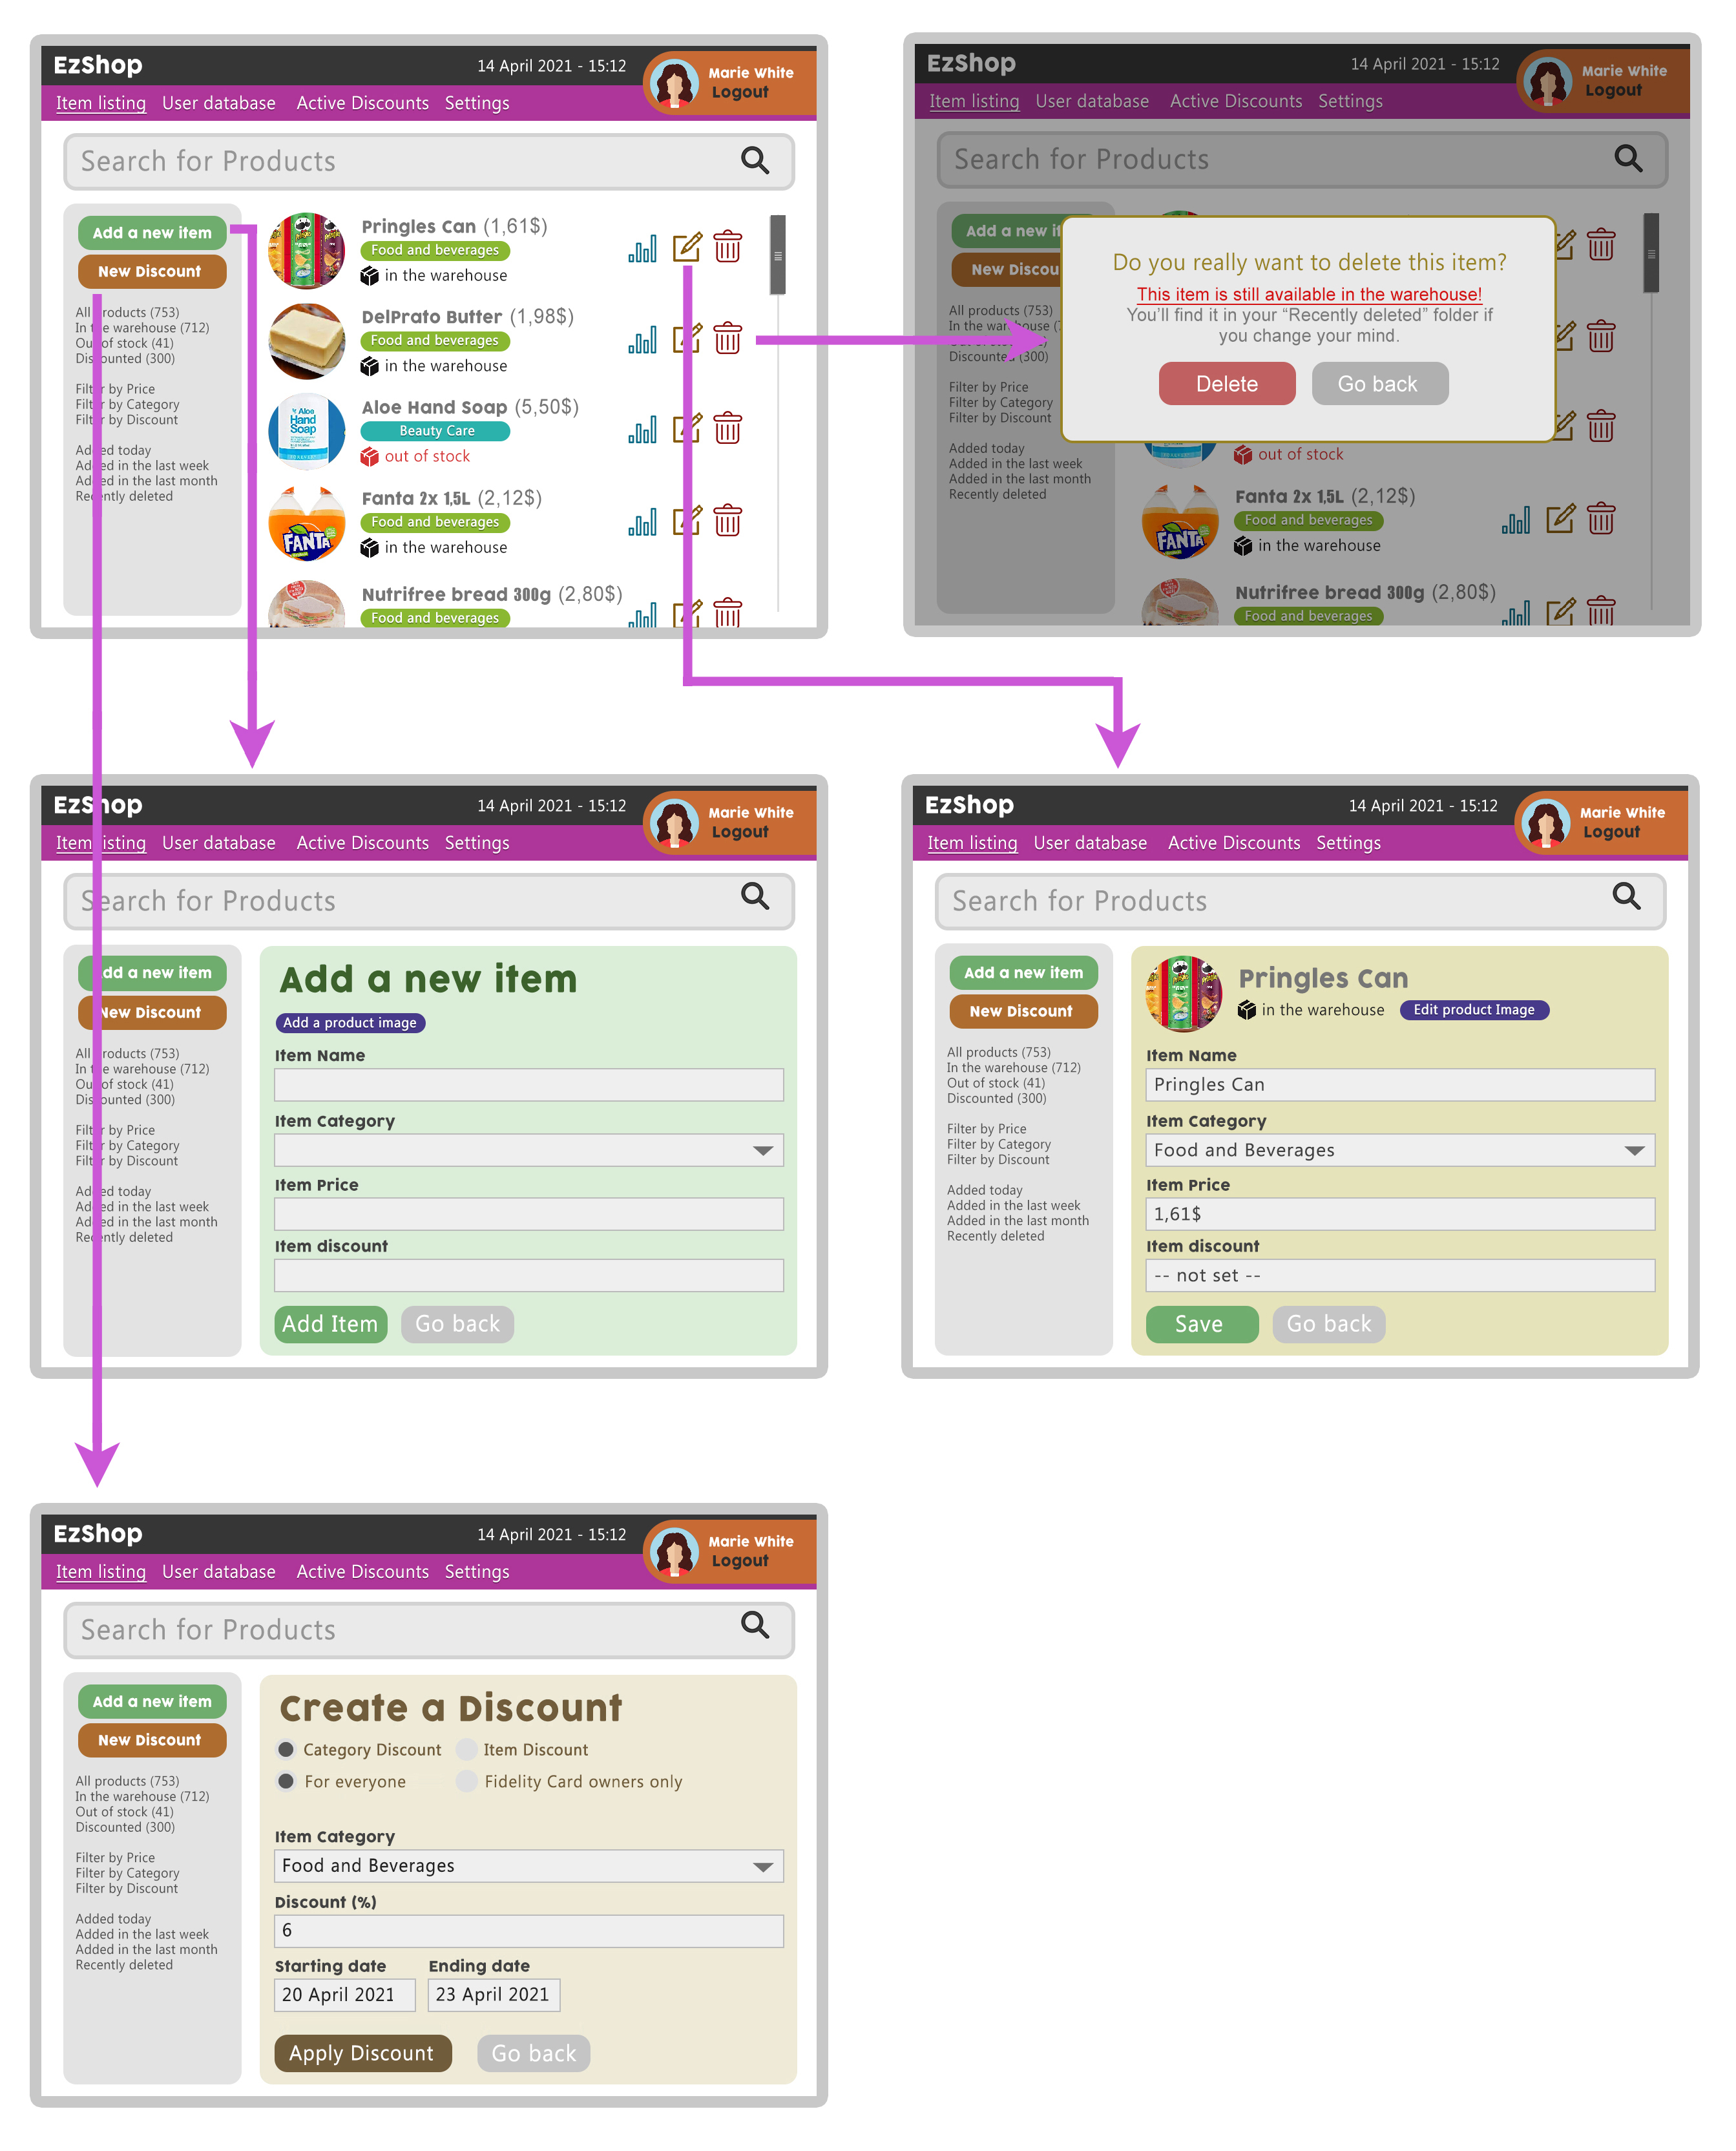 EzShop
14 April 2021 - 15:12
Marie White
Logout
Item listing User database Active Discounts Settings
Search for Products
Add a new item
New Discount
All products (753)
In the warehouse (712)
Out of stock (41)
Discounted (300)
Filter by Price
Filter by Category
Filter by Discount
Added today
Added in the last week
Added in the last month
Recently deleted
Pringles Can (1,61$)
Food and beverages
in the warehouse
DelPrato Butter (1,98$)
Food and beverages
in the warehouse
Aloe Hand Soap (5,50$)
Beauty Care
out of stock
Aloe
Hand
Soap
Fanta 2x 1,5L (2,12$)
Food and beverages
in the warehouse
FANTA
Nutrifree bread 300g (2,80$)
Food and beverages
EzShop
14 April 2021 - 15:12
Marie White
Logout
Item listing User database Active Discounts Settings
Search for Products
Add a new it
New Discou
All products (753)
In the warehouse (7
Discounted (300)
Filter by Price
Filter by Category
Filter by Discount
Added today
Added in the last week
Added in the last month
Recently deleted
Do you really want to delete this item?
This item is still available in the warehouse!
You'll find it in your “Recently deleted” folder if
you change your mind.
Delete
Go back
out of stock
Fanta 2x 1,5L (2,12$)
Food and beverages
in the warehouse
FANTA
Nutrifree bread 300g (2,80$)
Food and beverages
EzShop
14 April 2021 - 15:12
Marie White
Logout
Item listing User database Active Discounts Settings
Search for Products
Add a new item
New Discount
All products (753)
In the warehouse (712)
Out of stock (41)
Discounted (300)
Filter by Price
Filter by Category
Filter by Discount
Added today
Added in the last week
Added in the last month
Recently deleted
Add a new item
Add a product image
Item Name
Item Category
Item Price
Item discount
Add Item
Go back
EzShop
14 April 2021 - 15:12
Marie White
Logout
Item listing User database Active Discounts Settings
Search for Products
Add a new item
New Discount
All products (753)
In the warehouse (712)
Out of stock (41)
Discounted (300)
Filter by Price
Filter by Category
Filter by Discount
Added today
Added in the last week
Added in the last month
Recently deleted
Pringles Can
in the warehouse
Edit product Image
Item Name
Pringles Can
Item Category
Food and Beverages
Item Price
1,61$
Item discount
-- not set --
Save
Go back
EzShop
14 April 2021 - 15:12
Marie White
Logout
Item listing User database Active Discounts Settings
Search for Products
Add a new item
New Discount
All products (753)
In the warehouse (712)
Out of stock (41)
Discounted (300)
Filter by Price
Filter by Category
Filter by Discount
Added today
Added in the last week
Added in the last month
Recently deleted
Create a Discount
Category Discount Item Discount
For everyone Fidelity Card owners only
Item Category
Food and Beverages
Discount (%)
6
Starting date Ending date
20 April 2021 23 April 2021
Apply Discount
Go back